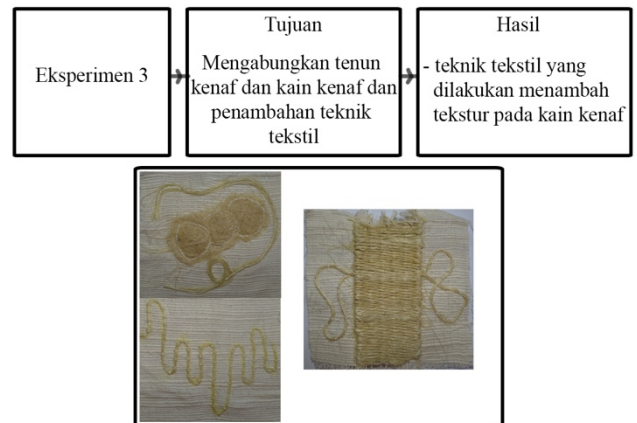 Eksperimen 3
Tujuan
Mengabungkan tenun
kenaf dan kain kenaf dan
penambahan teknik
tekstil
Hasil
- teknik tekstil yang
dilakukan menambah
tekstur pada kain kenaf